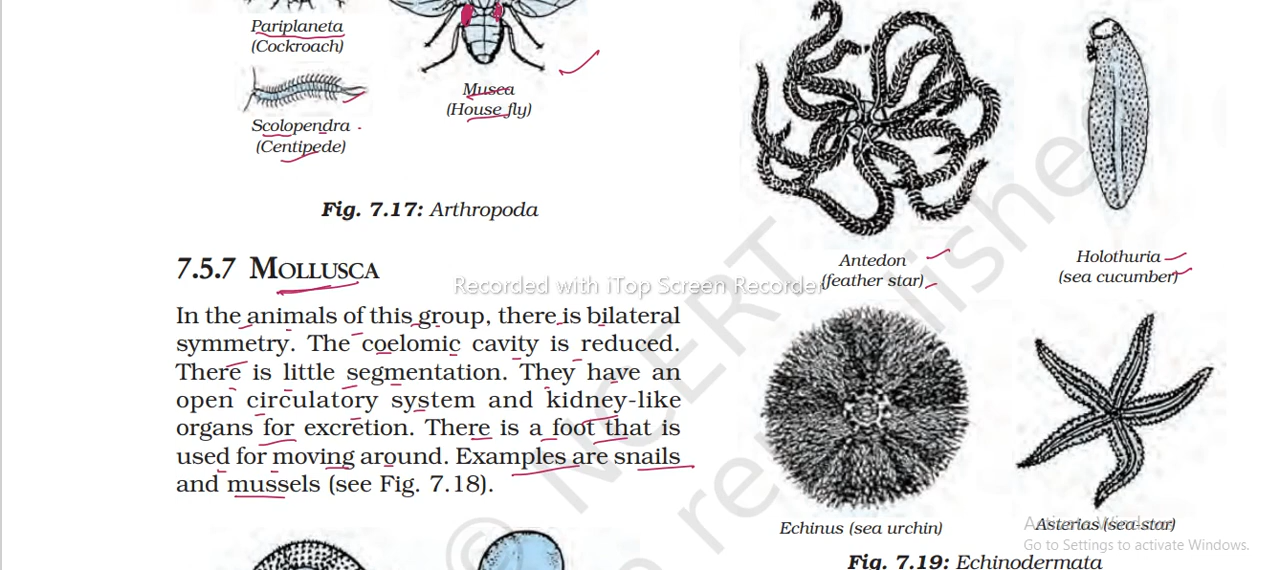 Pariplaneta
(Cockroach)
Musca
(House fly)
Scolopendra
(Centipede)
Fig. 7.17: Arthropoda
7.5.7 MOLLUSCA
In the animals of this group, there is bilateral
symmetry. The coelomic cavity is reduced.
There is little segmentation. They have an
open circulatory system and kidney-like
organs for excretion. There is a foot that is
used for moving around. Examples are snails
and mussels (see Fig. 7.18).
Antedon
(feather star)
Holothuria
(sea cucumber)
Echinus (sea urchin)
Asterias (sea-star)
Fig. 7.19: Echinodermata
Recorded with iTop Screen Recorder
© NCERT
republished
Activate Windows
Go to Settings to activate Windows.